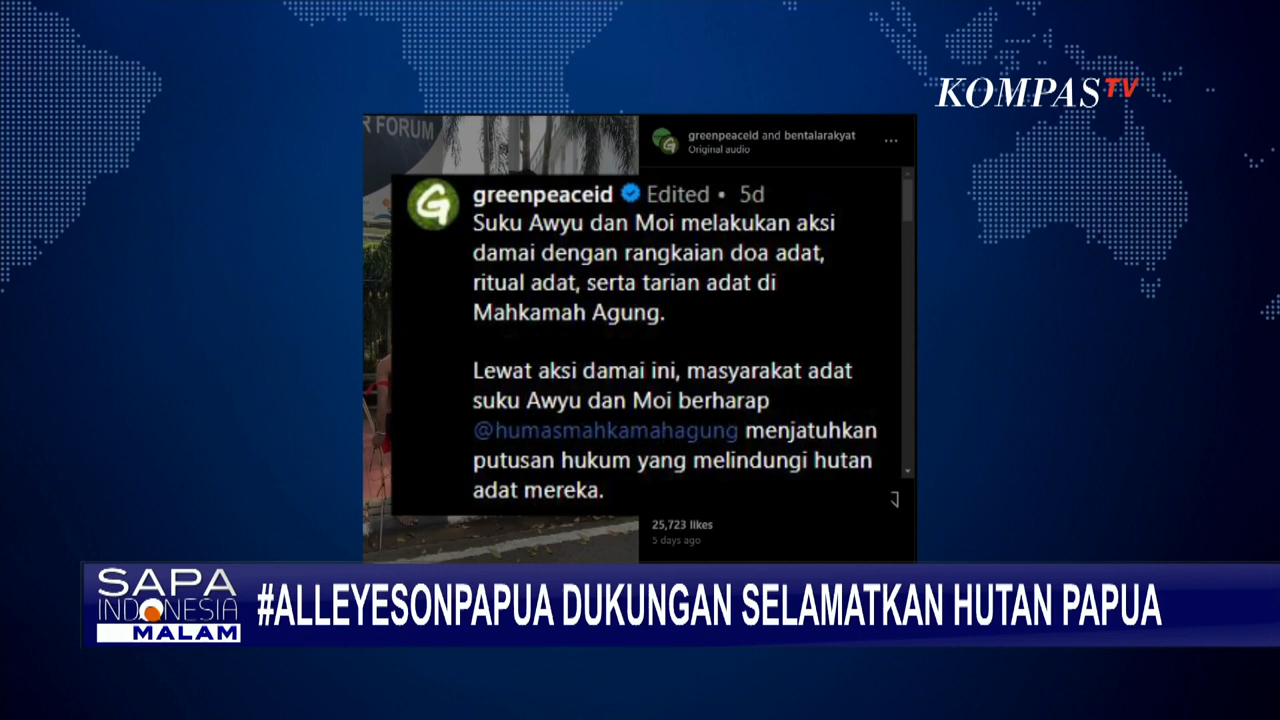 KOMPASTV
R FORUM
greenpeaceid and bentalarakyat
Original audio
greenpeaceid Edited • 5d
Suku Awyu dan Moi melakukan aksi
damai dengan rangkaian doa adat,
ritual adat, serta tarian adat di
Mahkamah Agung.
Lewat aksi damai ini, masyarakat adat
suku Awyu dan Moi berharap
@humasmahkamahagung menjatuhkan
putusan hukum yang melindungi hutan
adat mereka.
25,723 likes
5 days ago
SAPA
INDONESIA
MALAM
#ALLEYESONPAPUA DUKUNGAN SELAMATKAN HUTAN PAPUA